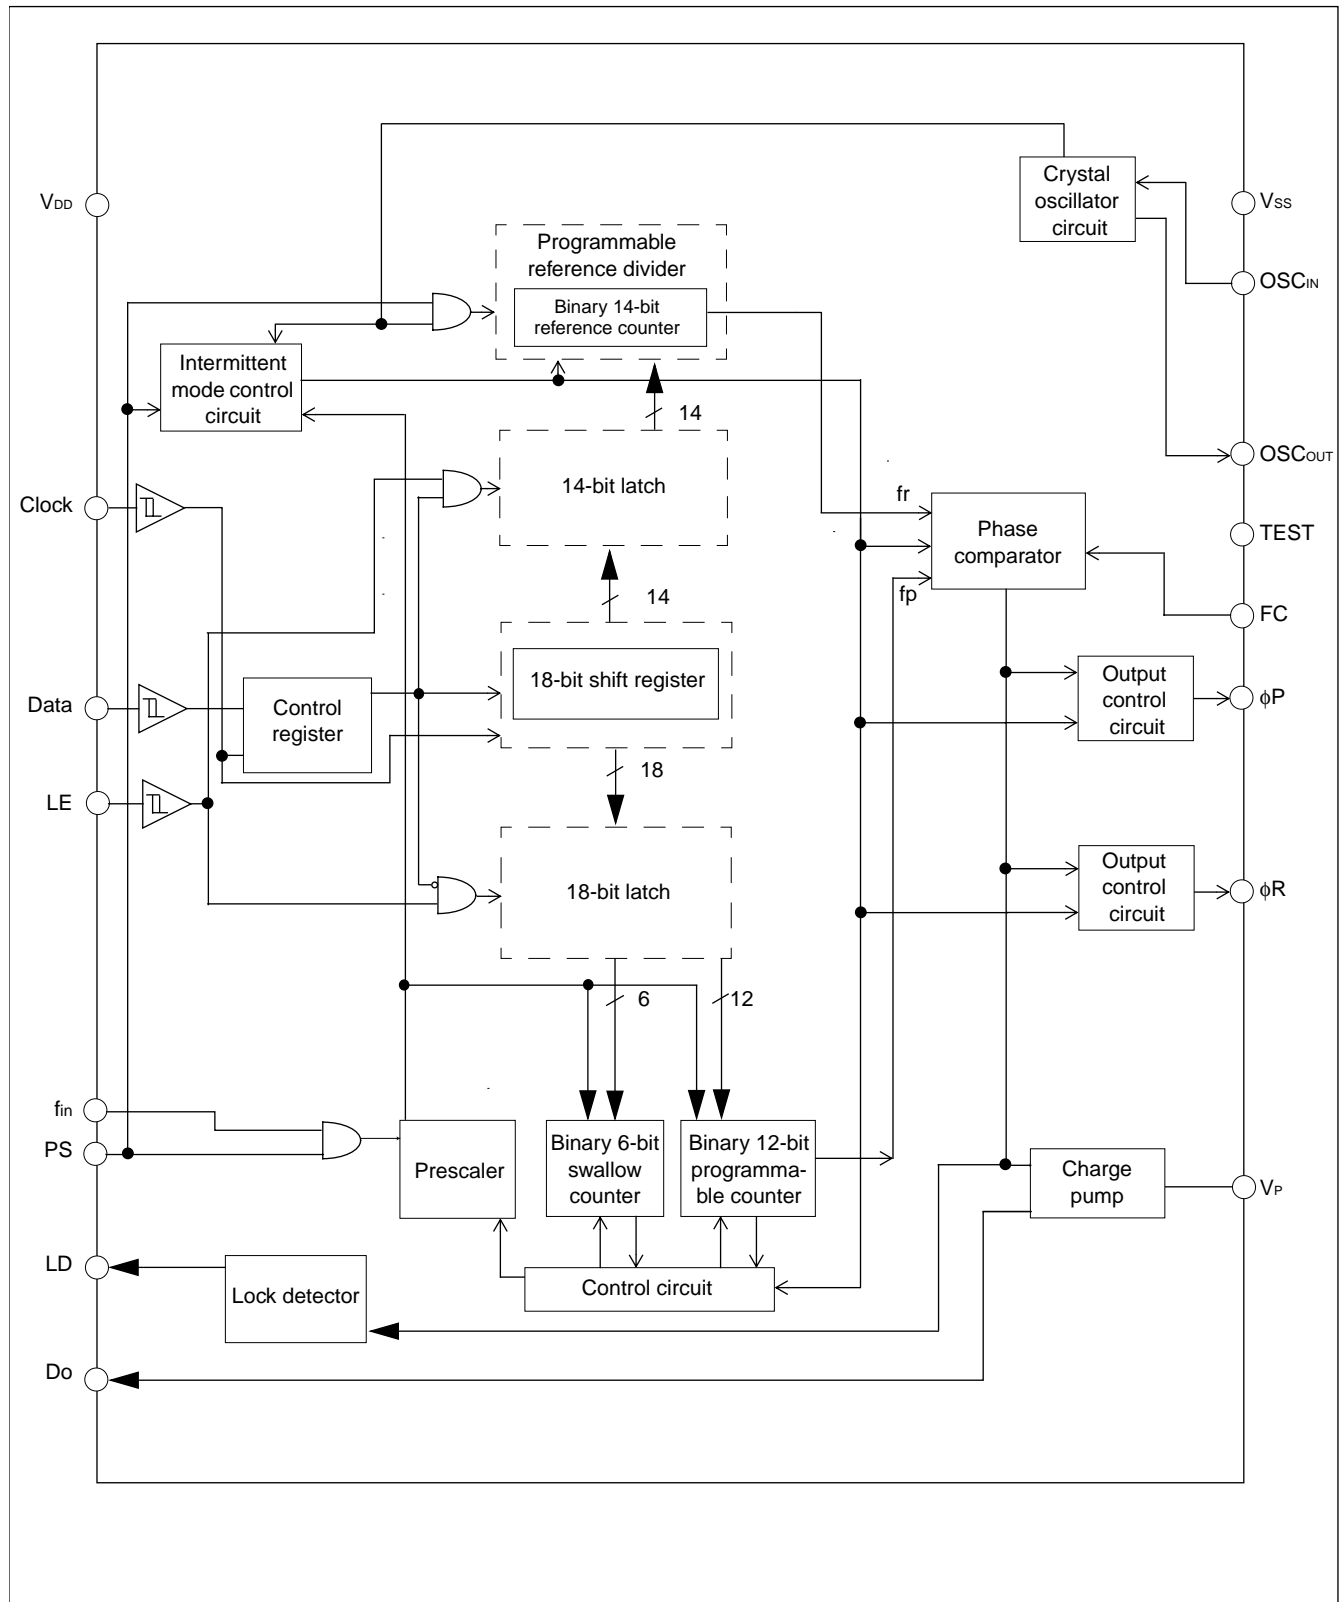 Crystal
oscillator
circuit
VDD
VSS
Programmable
reference divider
OSCIN
Binary 14-bit
reference counter
Intermittent
mode control
circuit
14
OSCOUT
14-bit latch
Clock
fr
Phase
comparator
TEST
fp
14
FC
18-bit shift register
Output
control
circuit
Data
Control
register
φP
18
LE
18-bit latch
Output
control
circuit
φR
6
12
fin
PS
Prescaler
Binary 6-bit
swallow
counter
Binary 12-bit
programma-
ble counter
Charge
pump
VP
LD
Lock detector
Control circuit
Do